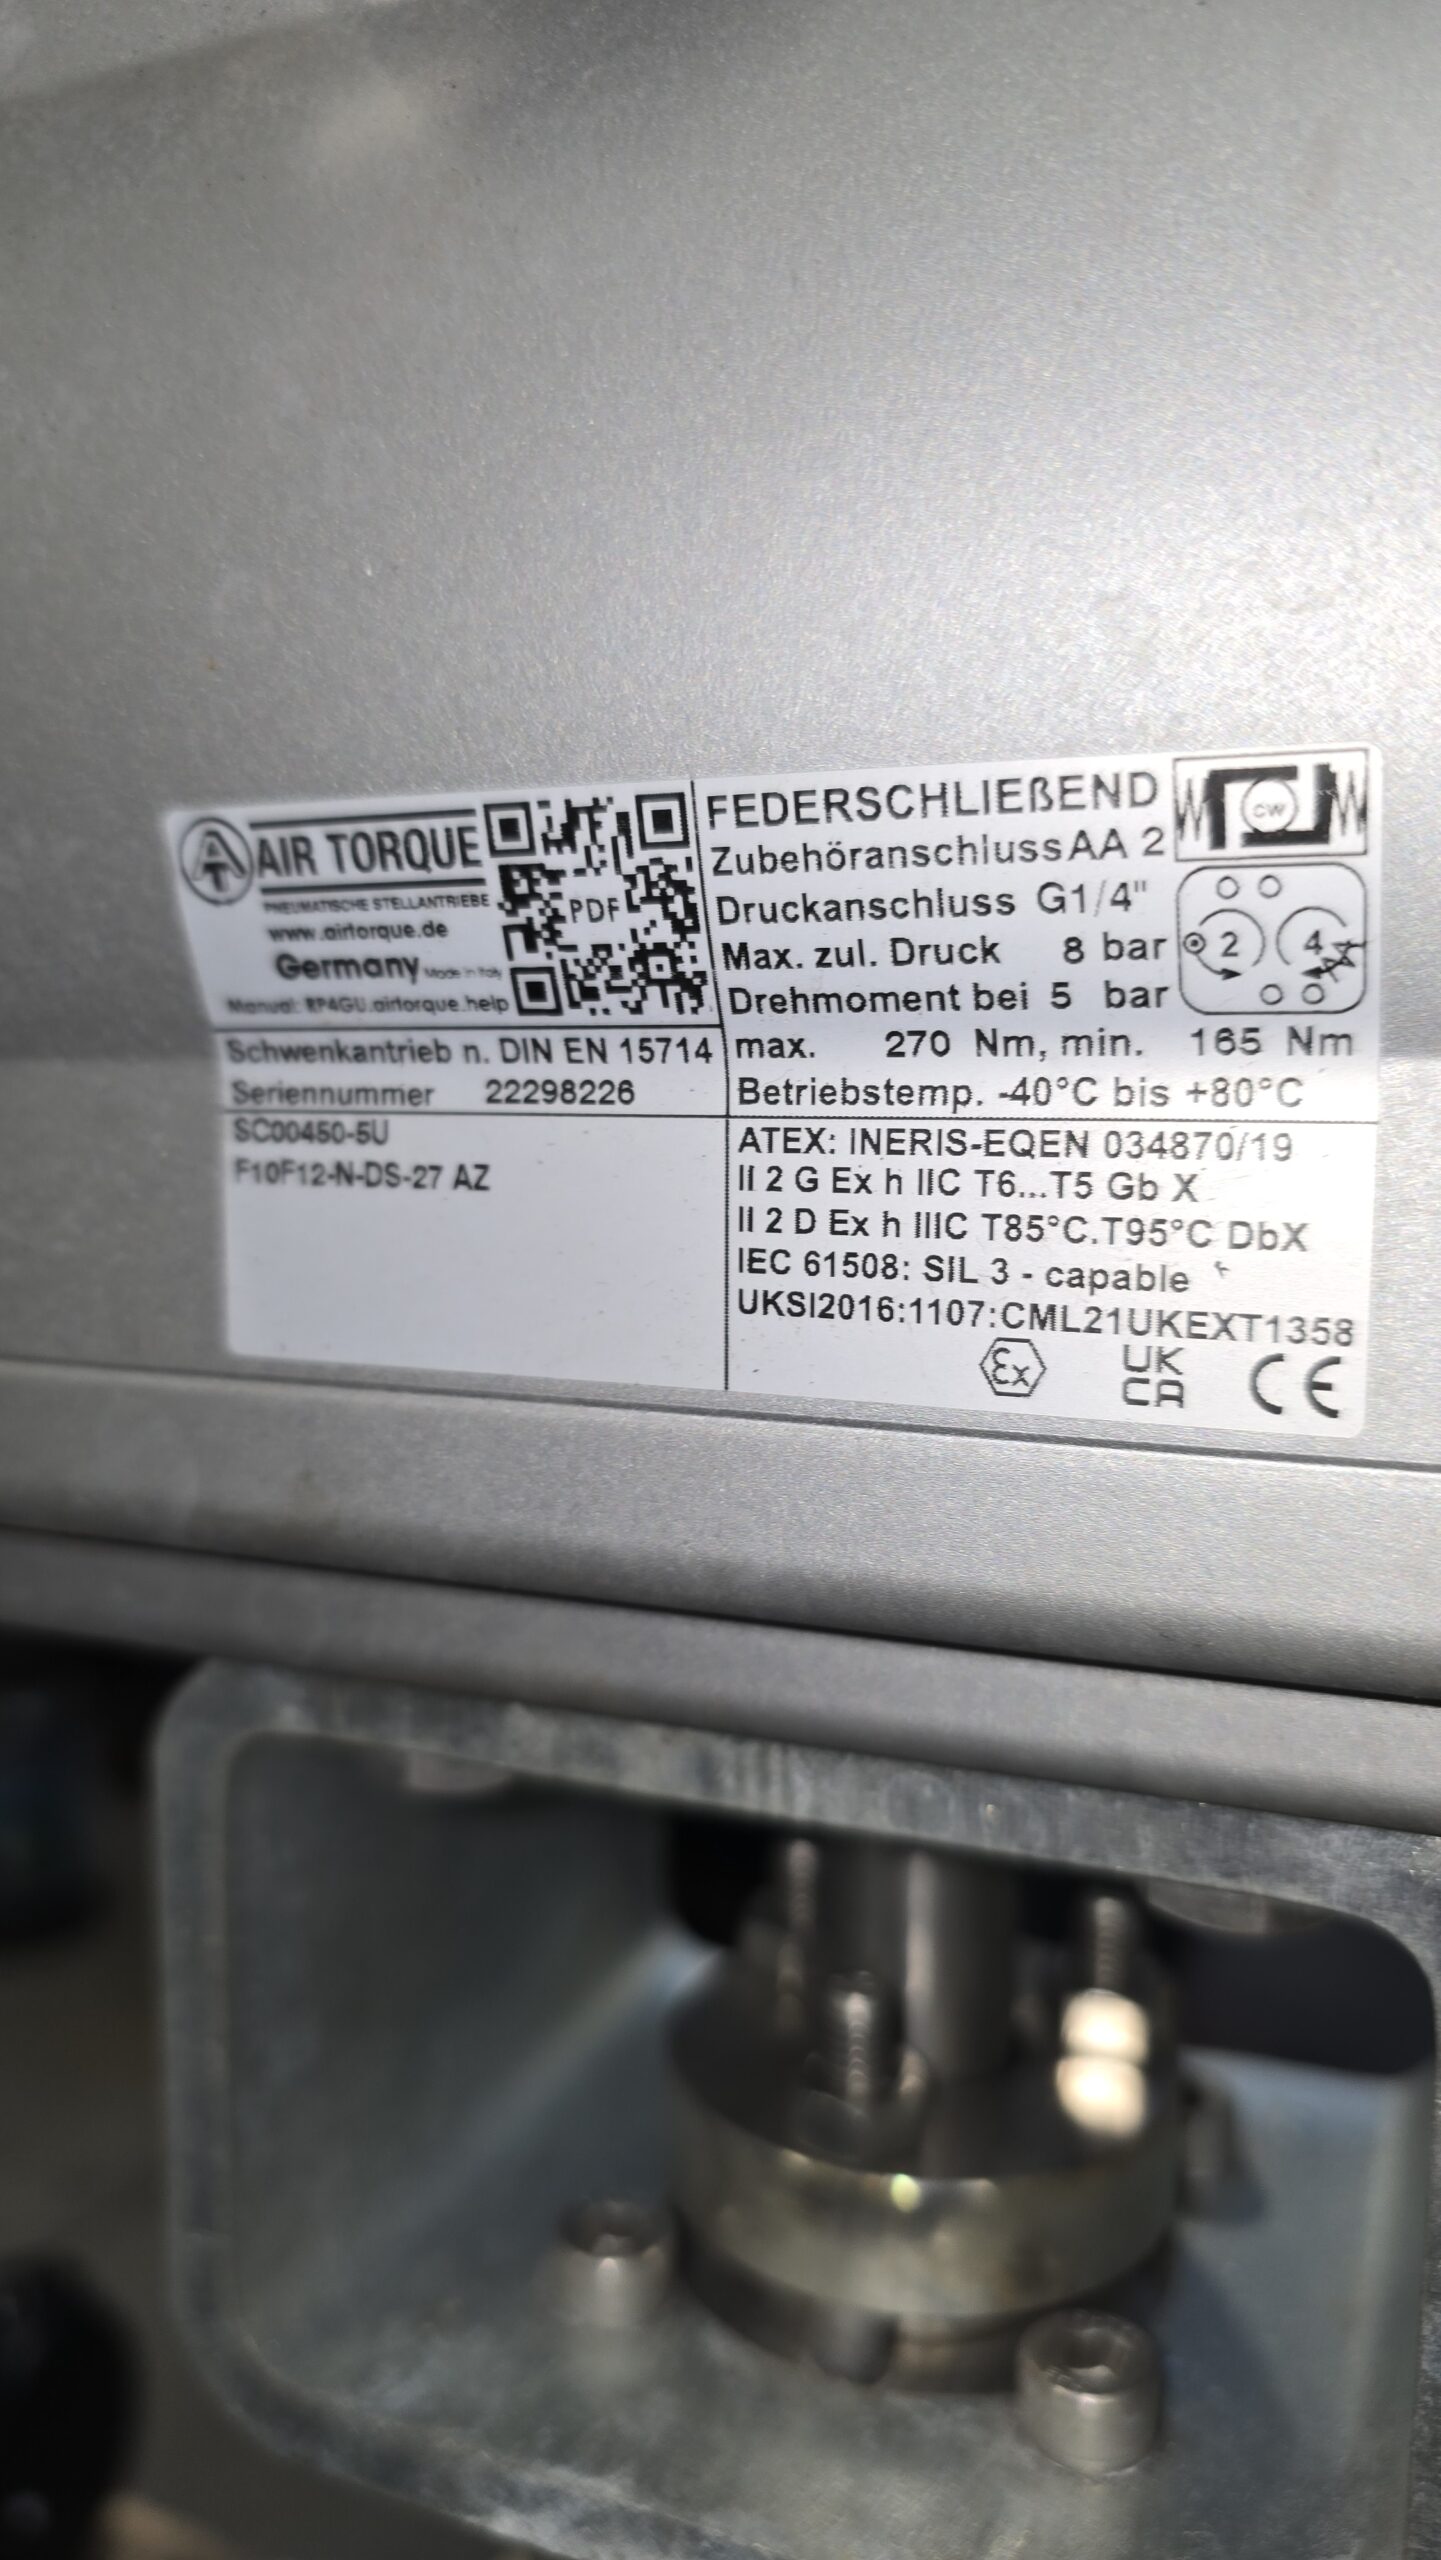 AIR TORQUE
PNEUMATISCHE STELLANTRIEBE
www.airtorque.de
Germany Made in Italy
Manual: RP4GU.airtorque.help
PDF
Schwenkantrieb n. DIN EN 15714
Seriennummer 22298226
SC00450-5U
F10F12-N-DS-27 AZ
FEDERSCHLIEßEND
Zubehöranschluss AA 2
Druckanschluss G1/4"
Max. zul. Druck 8 bar
Drehmoment bei 5 bar
max. 270 Nm, min. 165 Nm
Betriebstemp. -40°C bis +80°C
CW
2 4
ATEX: INERIS-EQEN 034870/19
II 2 G Ex h IIC T6...T5 Gb X
II 2 D Ex h IIIC T85°C.T95°C DbX
IEC 61508: SIL 3 - capable
UKSI2016:1107:CML21UKEXT1358
Ex UK CA CE